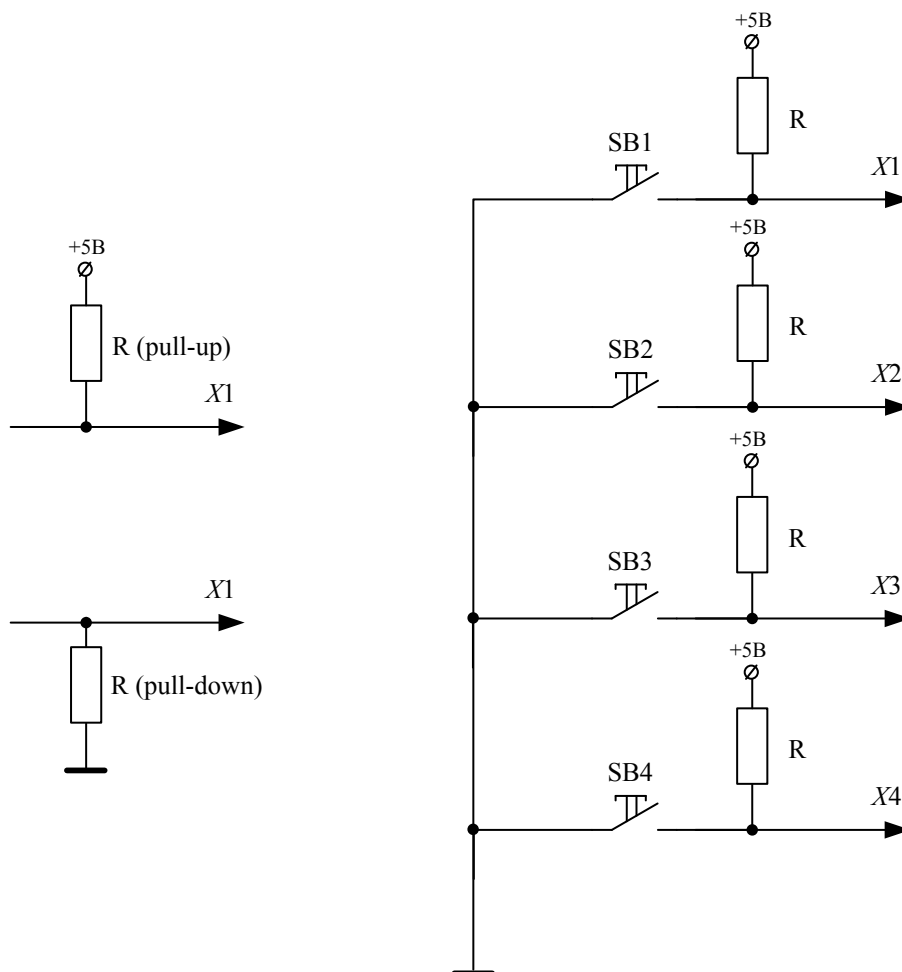 +5В
R (pull-up)
X1
X1
R (pull-down)
+5В
R
SB1
X1
+5В
R
SB2
X2
+5В
R
SB3
X3
+5В
R
SB4
X4